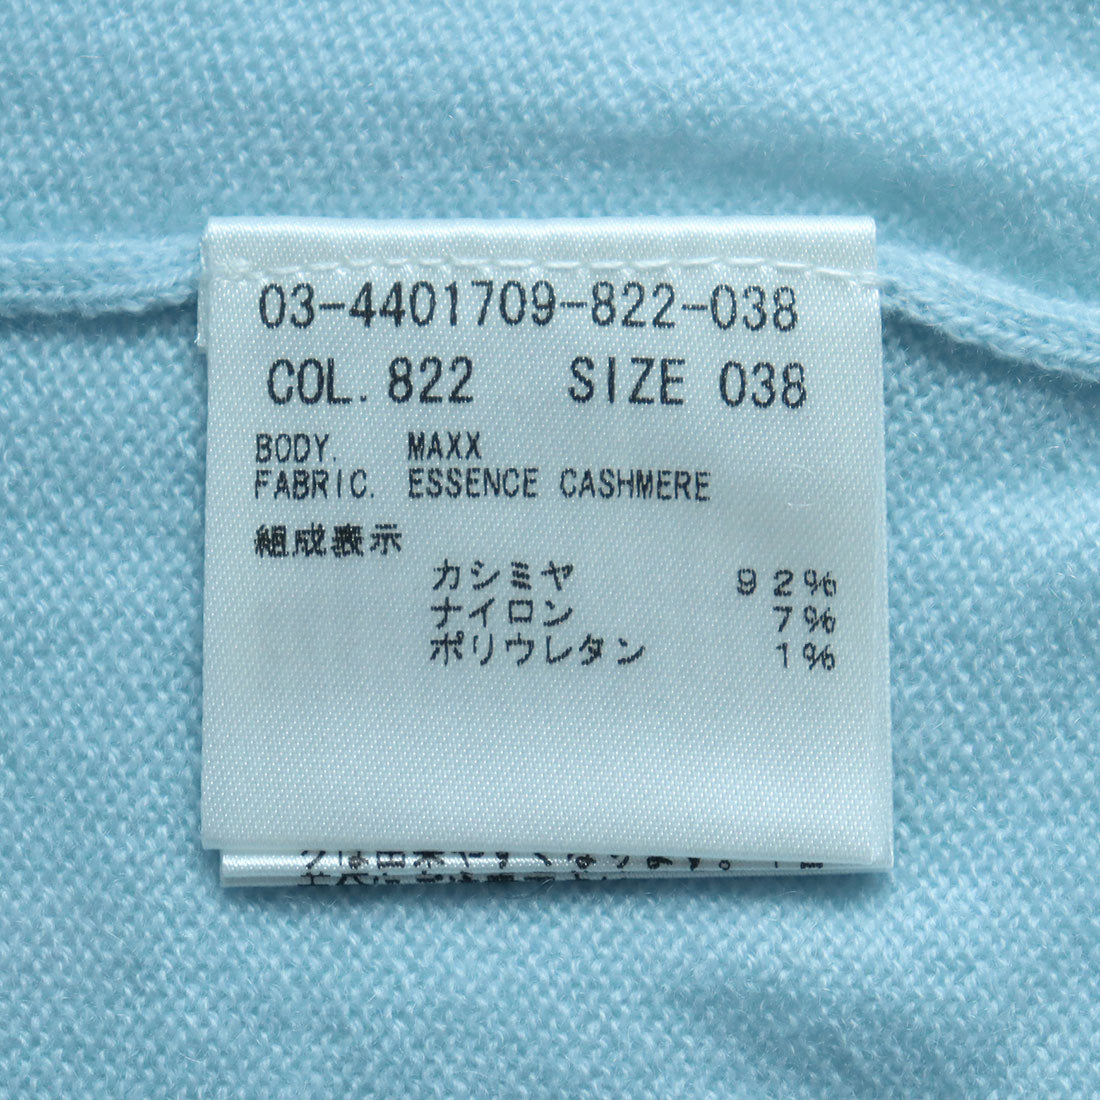 03-4401709-822-038
COL. 822 SIZE 038
BODY. MAXX
FABRIC. ESSENCE CASHMERE
組成表示
カシミヤ 92%
ナイロン 7%
ポリウレタン 1%